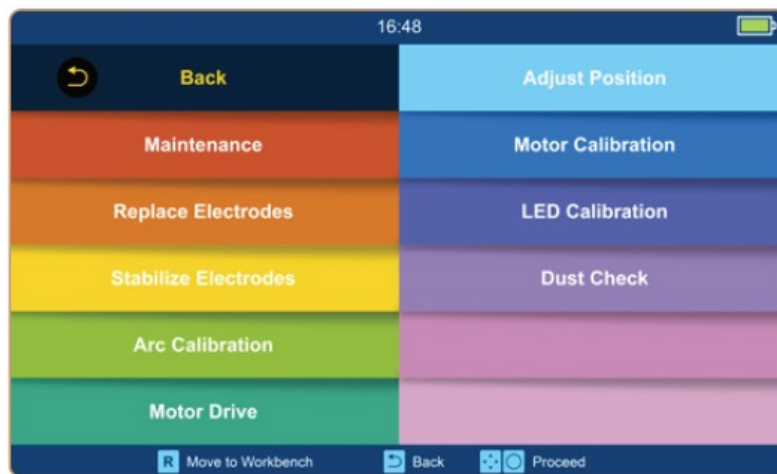 16:48
Back
Maintenance
Replace Electrodes
Stabilize Electrodes
Arc Calibration
Motor Drive
Adjust Position
Motor Calibration
LED Calibration
Dust Check
R Move to Workbench Back Proceed